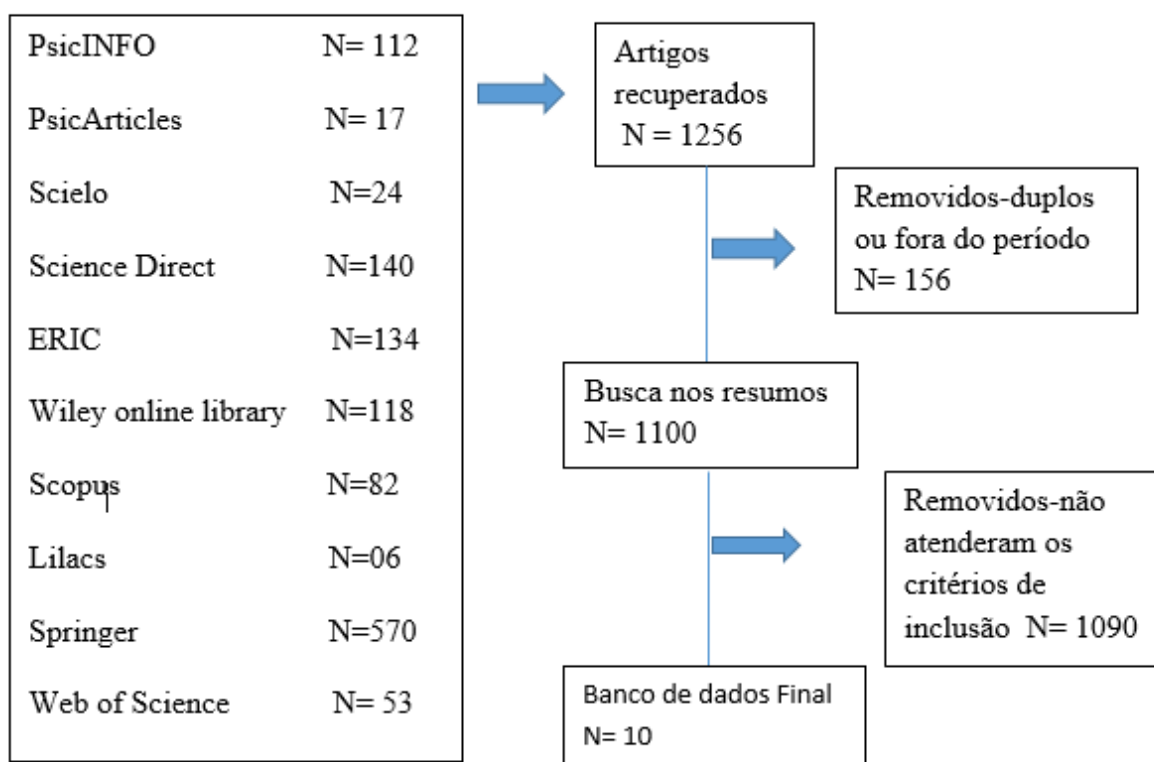 PsicINFO N= 112
PsicArticles N= 17
Scielo N=24
Science Direct N=140
ERIC N=134
Wiley online library N=118
Scopus N=82
Lilacs N=06
Springer N=570
Web of Science N= 53
Artigos
recuperados
N = 1256
Removidos-duplos
ou fora do período
N= 156
Busca nos resumos
N= 1100
Removidos-não
atenderam os
critérios de
inclusão N= 1090
Banco de dados Final
N= 10